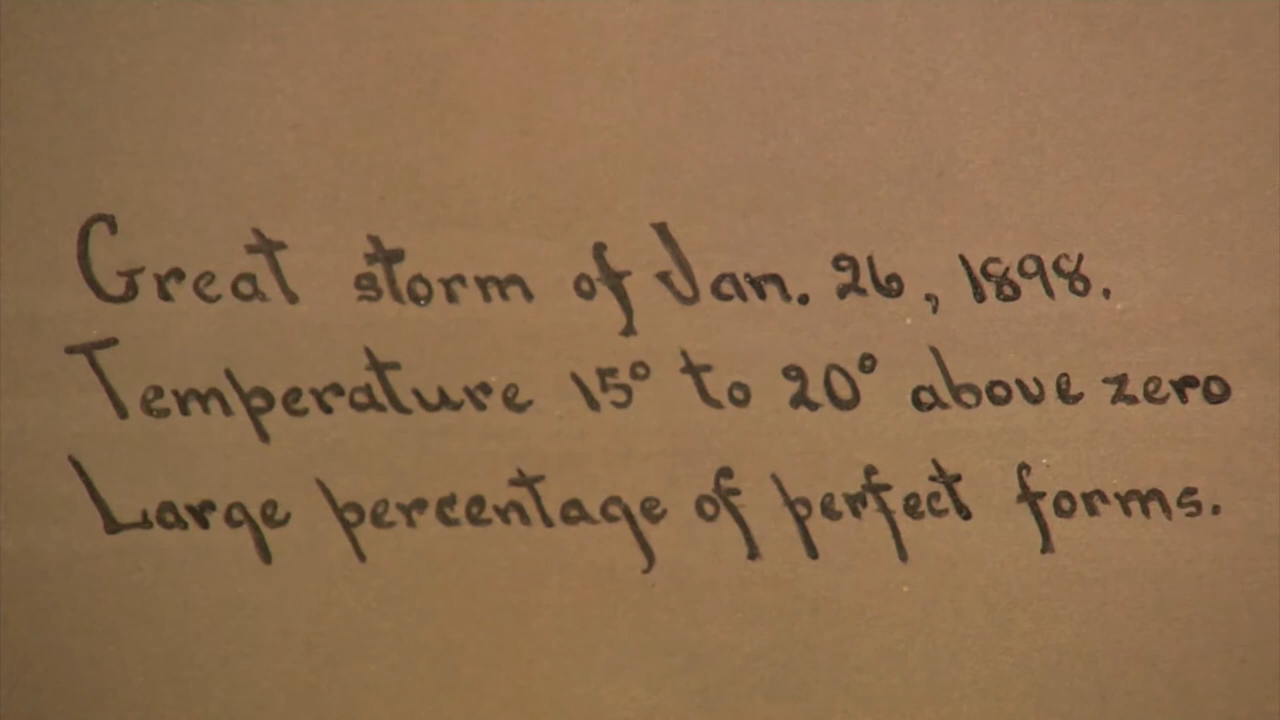 Great storm of Jan. 26, 1898.
Temperature 15° to 20° above zero
Large percentage of perfect forms.